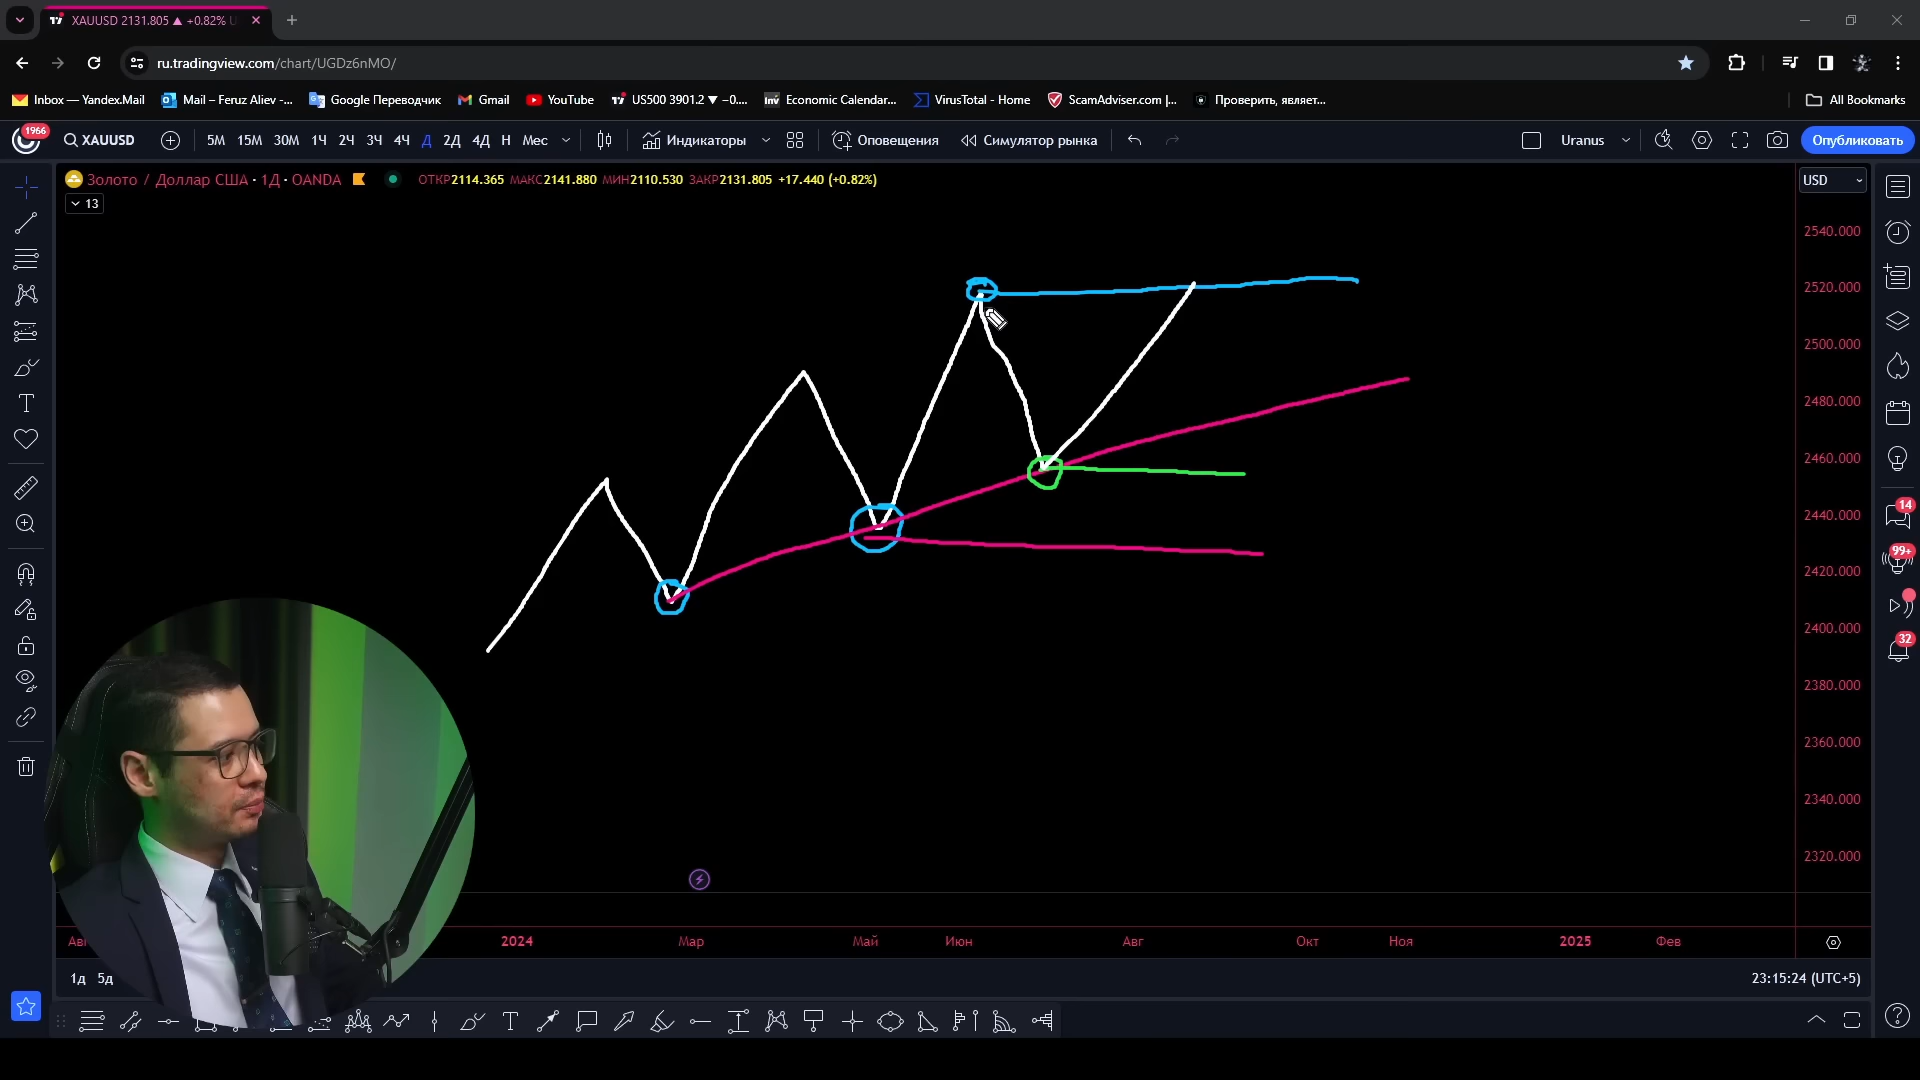 XAUUSD 2131.805 ▲ +0.82%
ru.tradingview.com/chart/UGDz6nMO/
Inbox — Yandex.Mail
Mail – Feruz Aliev -...
Google Переводчик
Gmail
YouTube
US500 3901.2 ▼ −0....
Economic Calendar...
VirusTotal - Home
ScamAdviser.com |...
Проверить, являет...
All Bookmarks
1966
XAUUSD
5М 15М 30М 1Ч 2Ч 3Ч 4Ч Д 2Д 4Д Н Мес
Индикаторы
Оповещения
Симулятор рынка
Uranus
Опубликовать
Золото / Доллар США · 1Д · OANDA
ОТКР2114.365 МАКС2141.880 МИН2110.530 ЗАКР2131.805 +17.440 (+0.82%)
USD
13
2540.000
2520.000
2500.000
2480.000
2460.000
2440.000
2420.000
2400.000
2380.000
2360.000
2340.000
2320.000
14
99+
32
2024 Мар Май Июн Авг Окт Ноя 2025 Фев
1д 5д
23:15:24 (UTC+5)